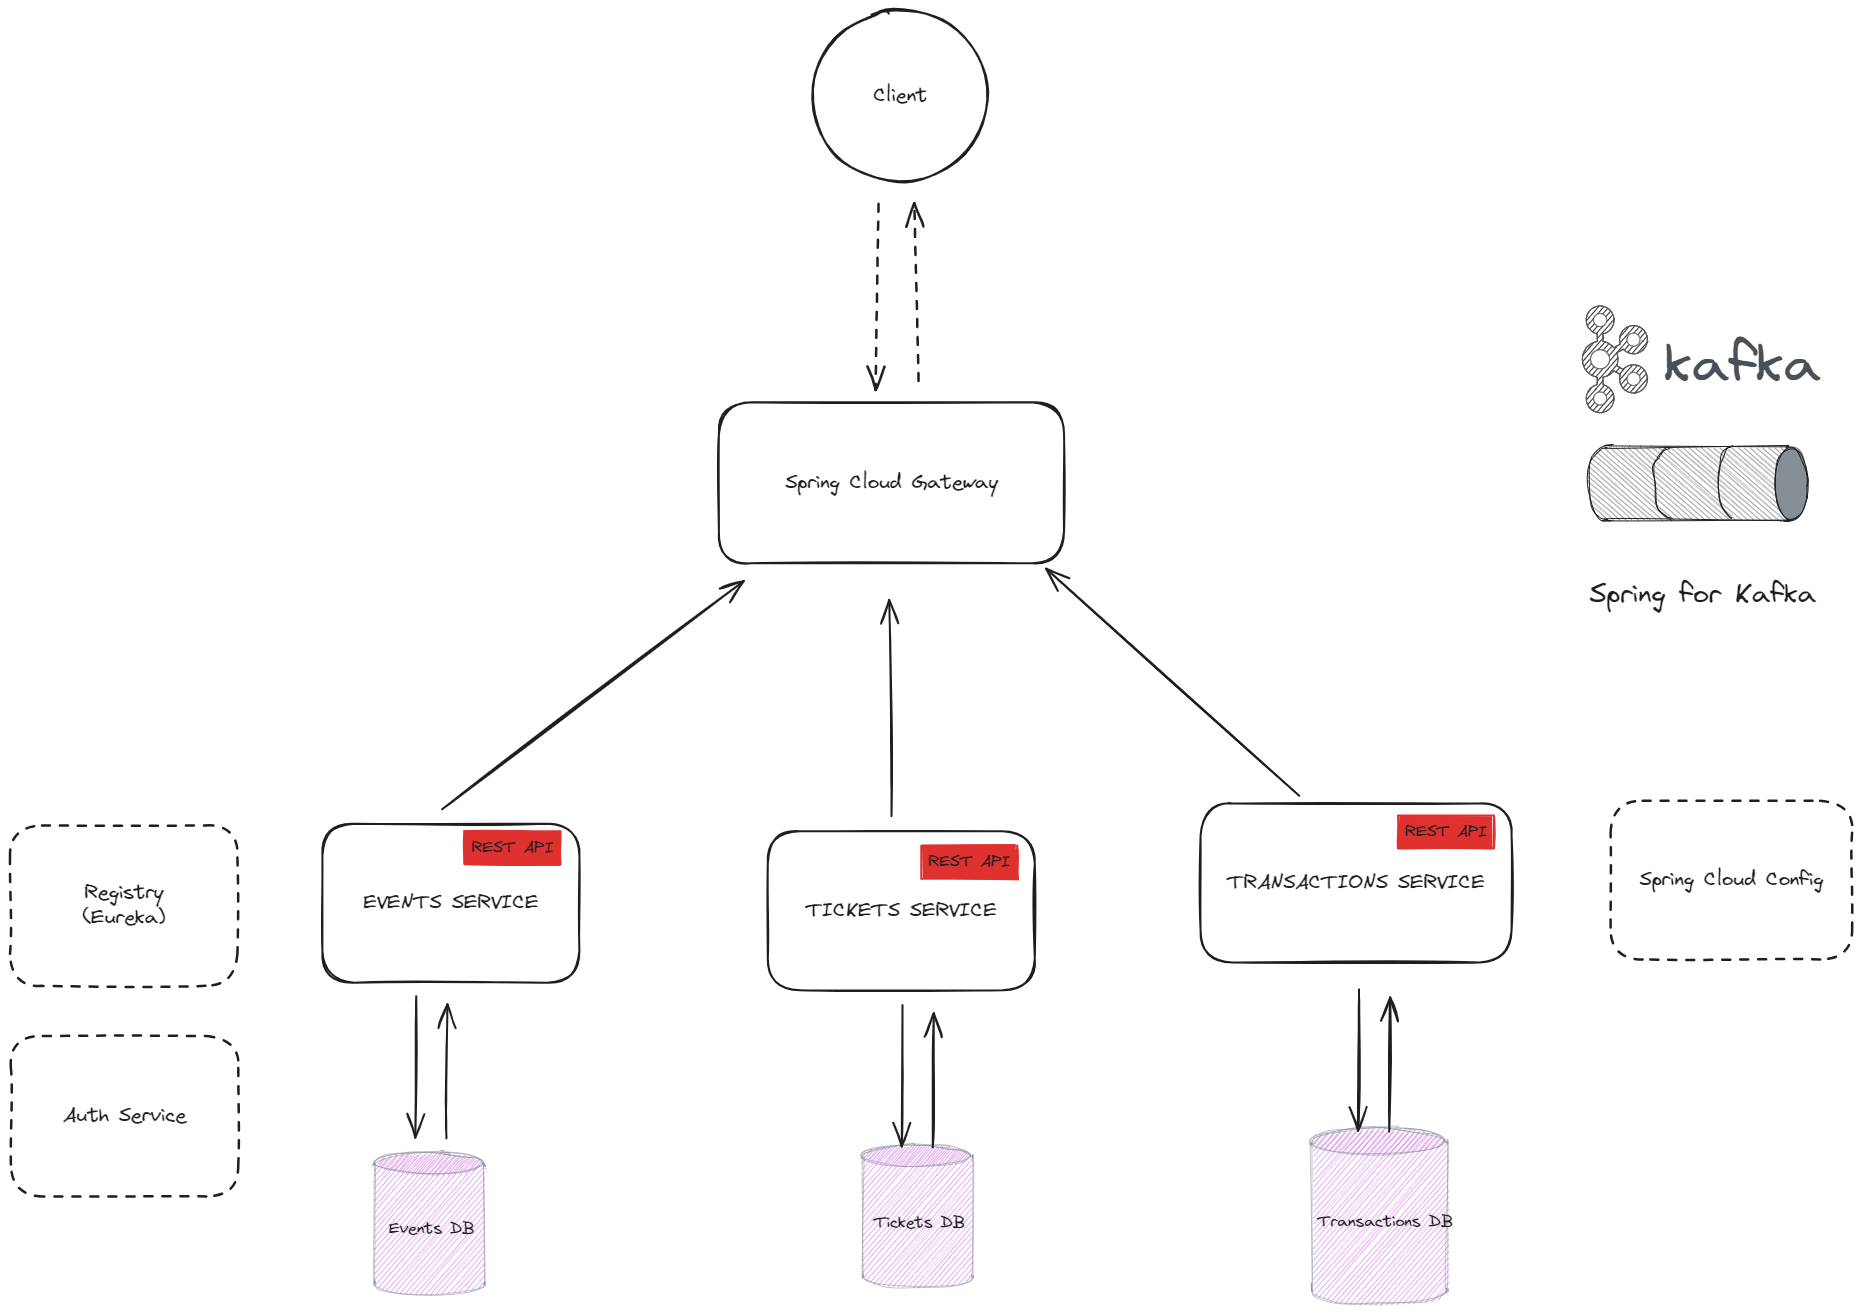 Client
kafka
Spring Cloud Gateway
Spring for Kafka
REST API
EVENTS SERVICE
REST API
TICKETS SERVICE
REST API
TRANSACTIONS SERVICE
Spring Cloud Config
Registry
(Eureka)
Auth Service
Events DB
Tickets DB
Transactions DB